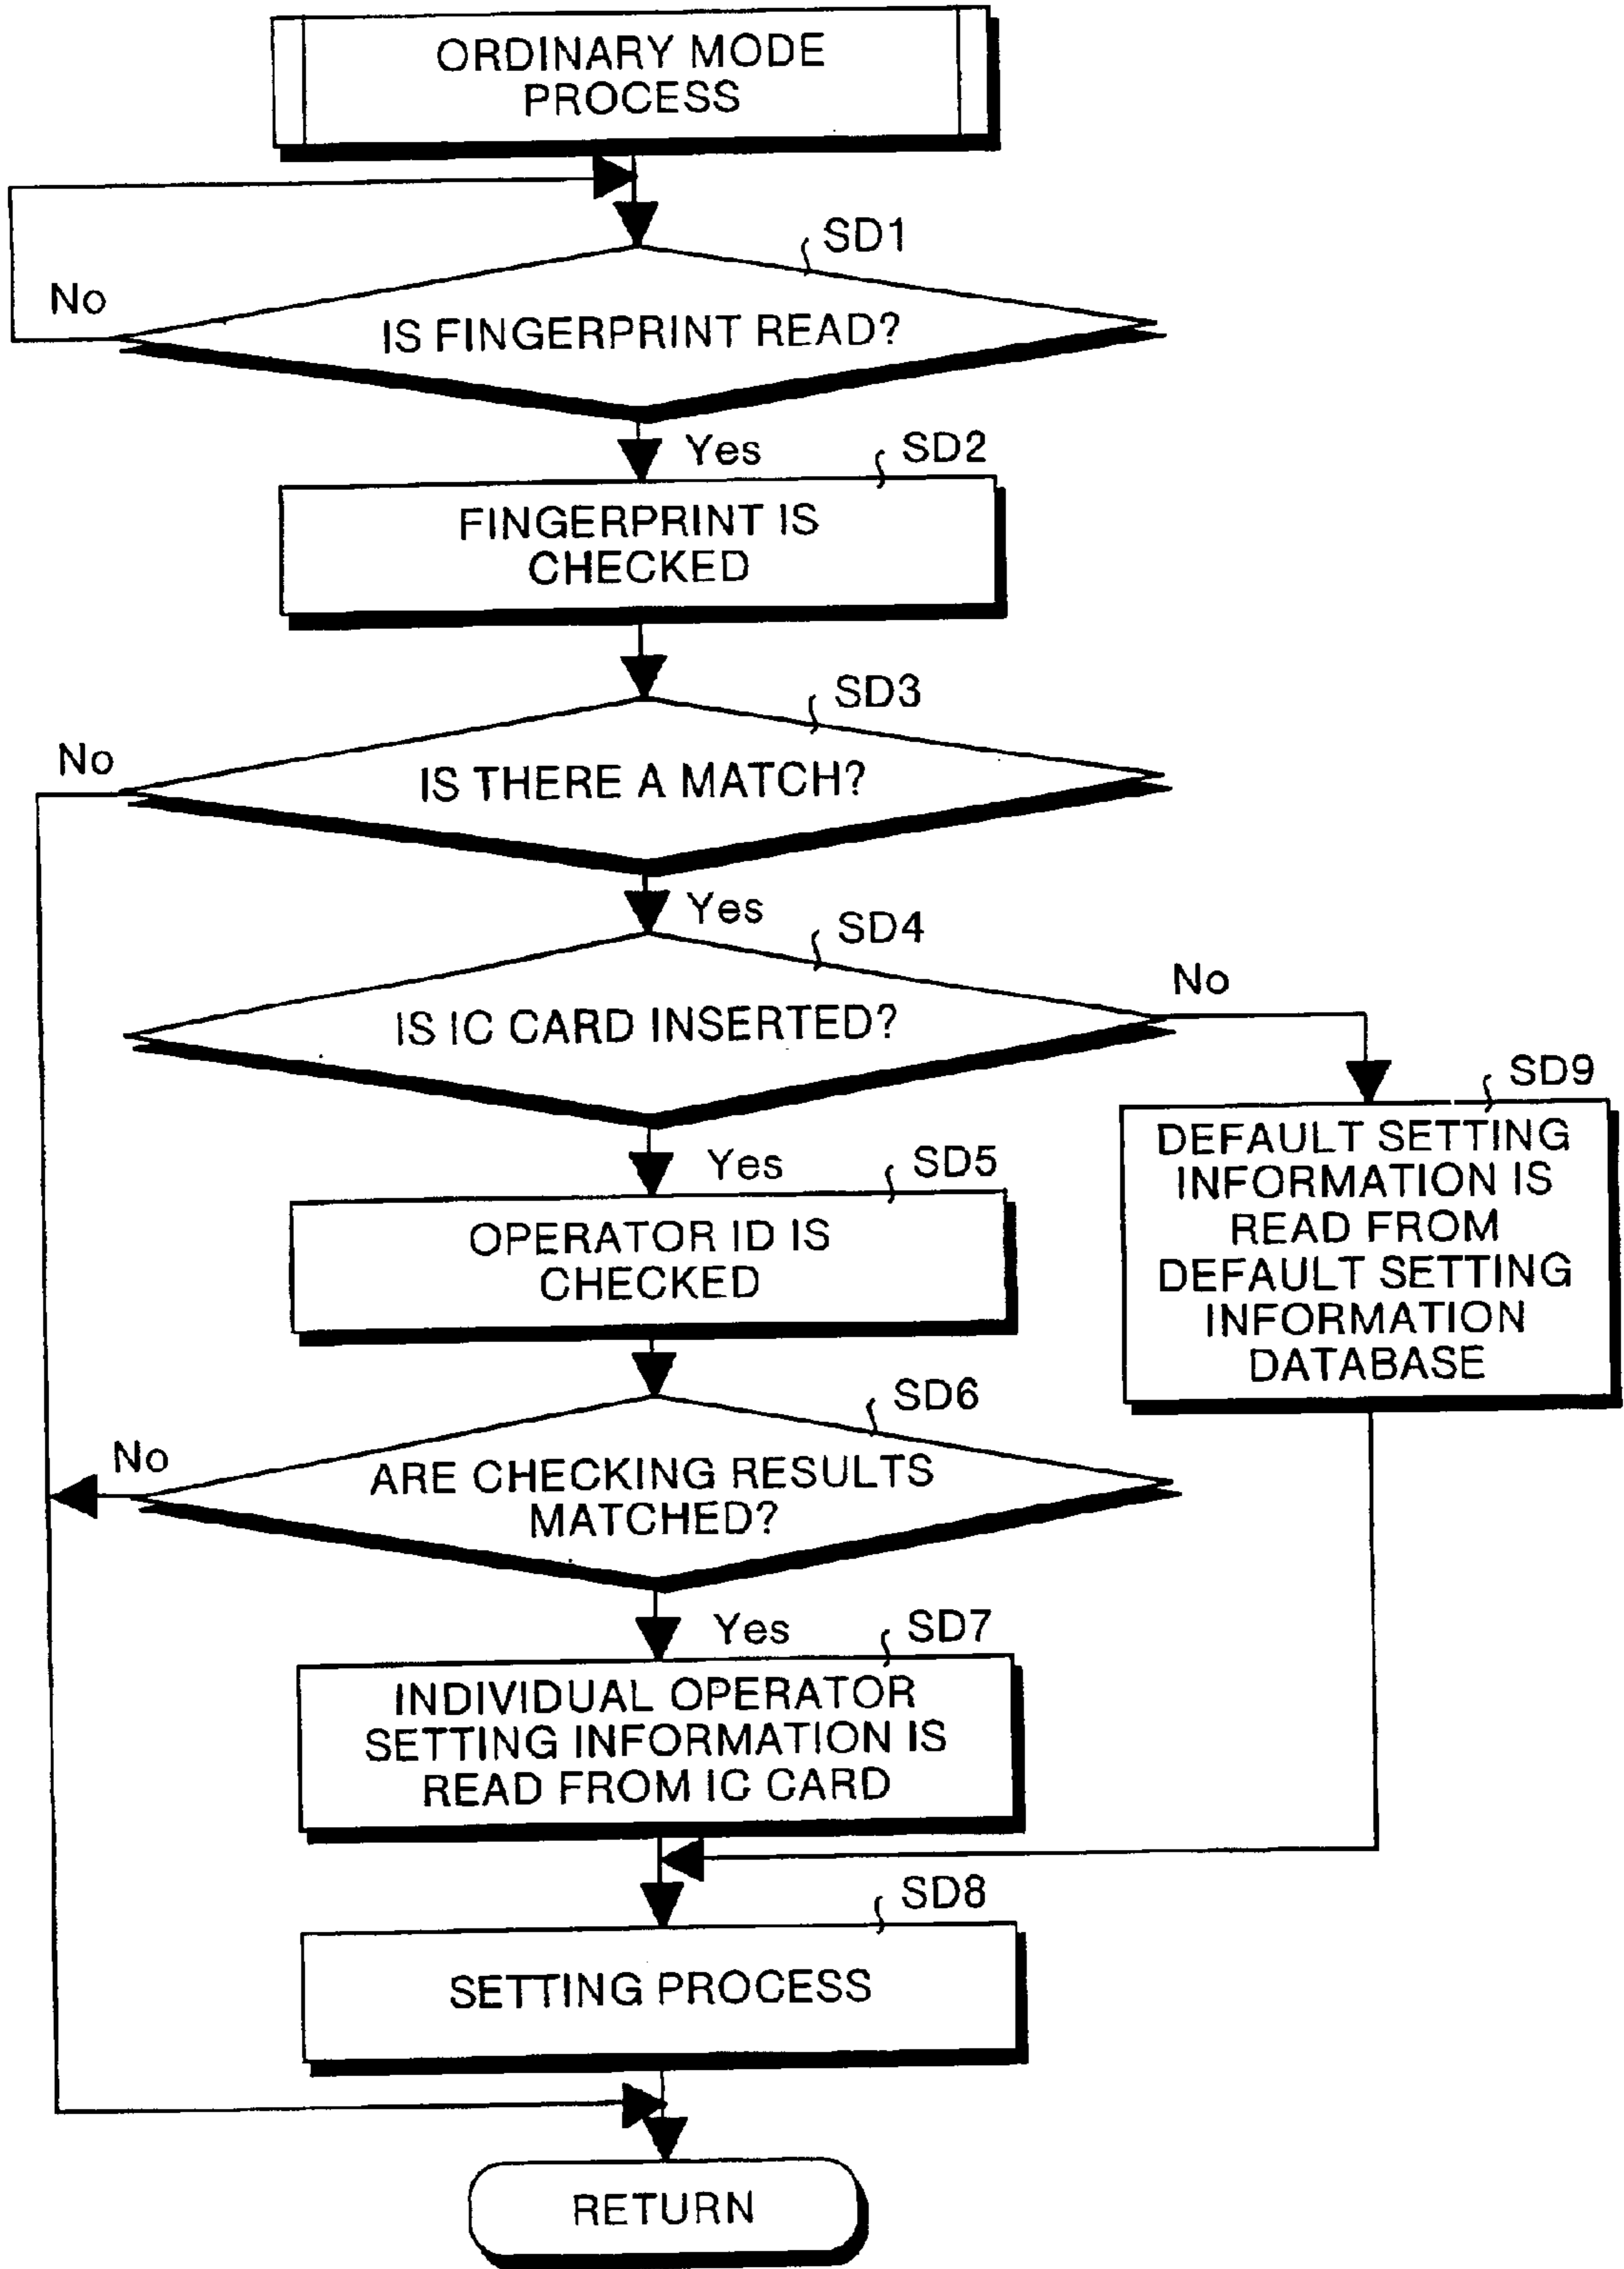 ORDINARY MODE
PROCESS
SD1
No
IS FINGERPRINT READ?
Yes
SD2
FINGERPRINT IS
CHECKED
SD3
No
IS THERE A MATCH?
Yes
SD4
No
IS IC CARD INSERTED?
SD9
DEFAULT SETTING
INFORMATION IS
READ FROM
DEFAULT SETTING
INFORMATION
DATABASE
Yes
SD5
OPERATOR ID IS
CHECKED
SD6
No
ARE CHECKING RESULTS
MATCHED?
Yes
SD7
INDIVIDUAL OPERATOR
SETTING INFORMATION IS
READ FROM IC CARD
SD8
SETTING PROCESS
RETURN